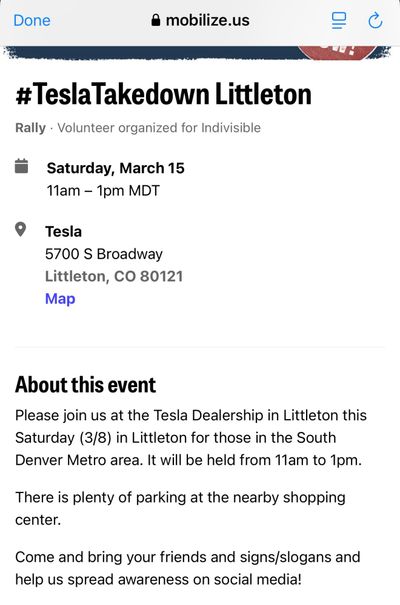 Done
mobilize.us
#TeslaTakedown Littleton
Rally · Volunteer organized for Indivisible
Saturday, March 15
11am – 1pm MDT
Tesla
5700 S Broadway
Littleton, CO 80121
Map
About this event
Please join us at the Tesla Dealership in Littleton this
Saturday (3/8) in Littleton for those in the South
Denver Metro area. It will be held from 11am to 1pm.
There is plenty of parking at the nearby shopping
center.
Come and bring your friends and signs/slogans and
help us spread awareness on social media!